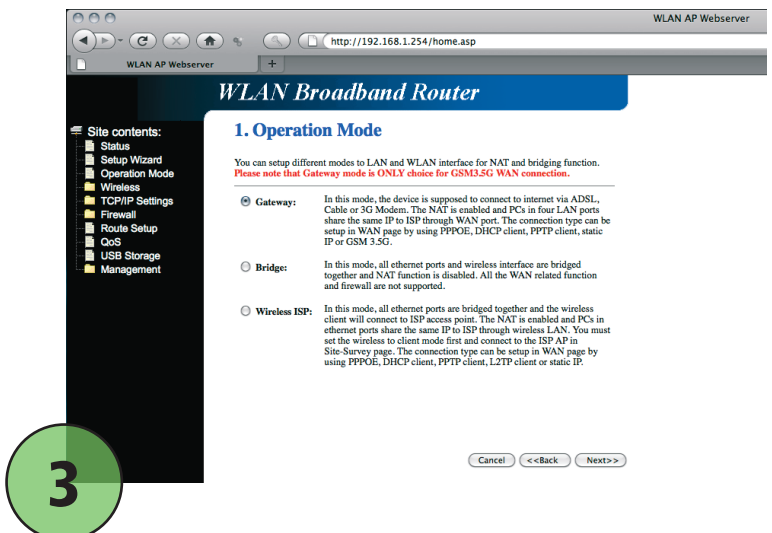 WLAN AP Webserver
http://192.168.1.254/home.asp
WLAN AP Webserver
+
WLAN Broadband Router
Site contents:
Status
Setup Wizard
Operation Mode
Wireless
TCP/IP Settings
Firewall
Route Setup
QoS
USB Storage
Management
1. Operation Mode
You can setup different modes to LAN and WLAN interface for NAT and bridging function.
Please note that Gateway mode is ONLY choice for GSM3.5G WAN connection.
Gateway: In this mode, the device is supposed to connect to internet via ADSL,
Cable or 3G Modem. The NAT is enabled and PCs in four LAN ports
share the same IP to ISP through WAN port. The connection type can be
setup in WAN page by using PPPOE, DHCP client, PPTP client, static
IP or GSM 3.5G.
Bridge: In this mode, all ethernet ports and wireless interface are bridged
together and NAT function is disabled. All the WAN related function
and firewall are not supported.
Wireless ISP: In this mode, all ethernet ports are bridged together and the wireless
client will connect to ISP access point. The NAT is enabled and PCs in
ethernet ports share the same IP to ISP through wireless LAN. You must
set the wireless to client mode first and connect to the ISP AP in
Site-Survey page. The connection type can be setup in WAN page by
using PPPOE, DHCP client, PPTP client, L2TP client or static IP.
Cancel <<Back Next>>
3